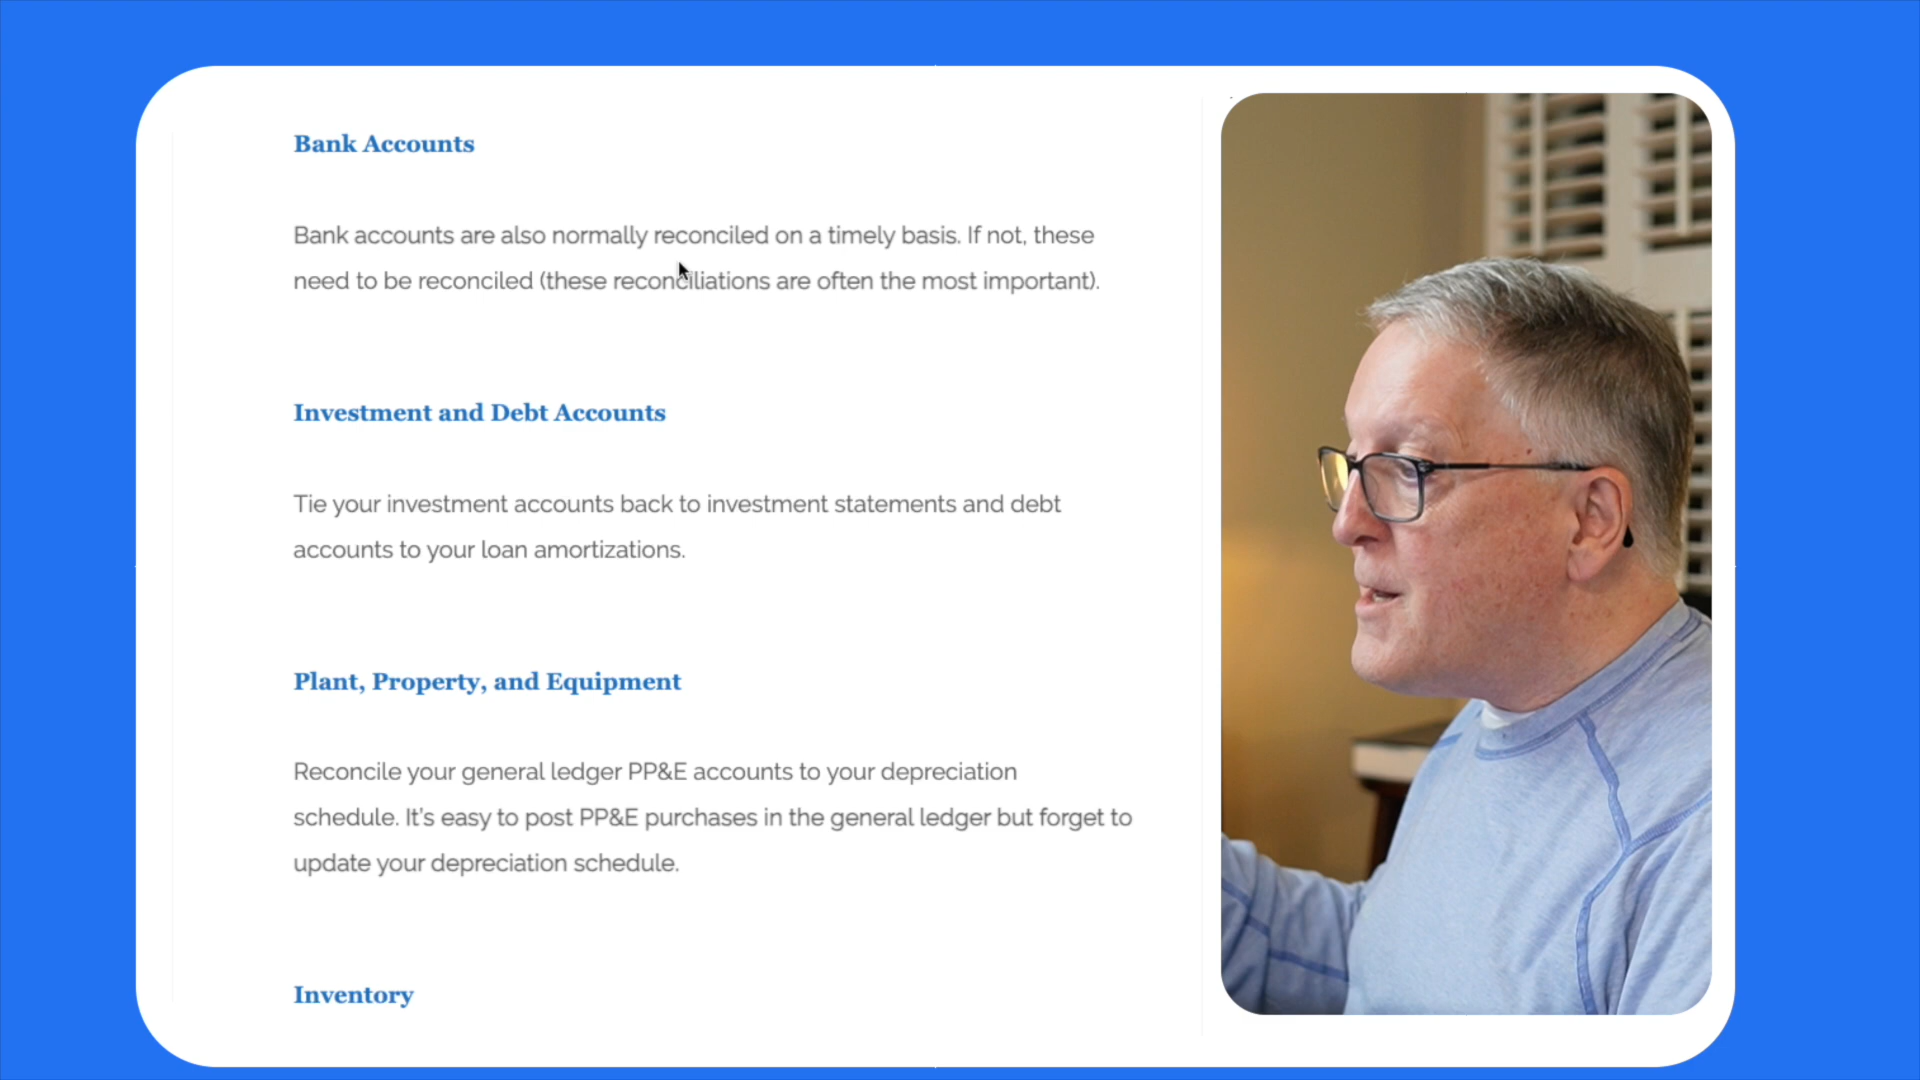 Bank Accounts
Bank accounts are also normally reconciled on a timely basis. If not, these
need to be reconciled (these reconciliations are often the most important).
Investment and Debt Accounts
Tie your investment accounts back to investment statements and debt
accounts to your loan amortizations.
Plant, Property, and Equipment
Reconcile your general ledger PP&E accounts to your depreciation
schedule. It's easy to post PP&E purchases in the general ledger but forget to
update your depreciation schedule.
Inventory